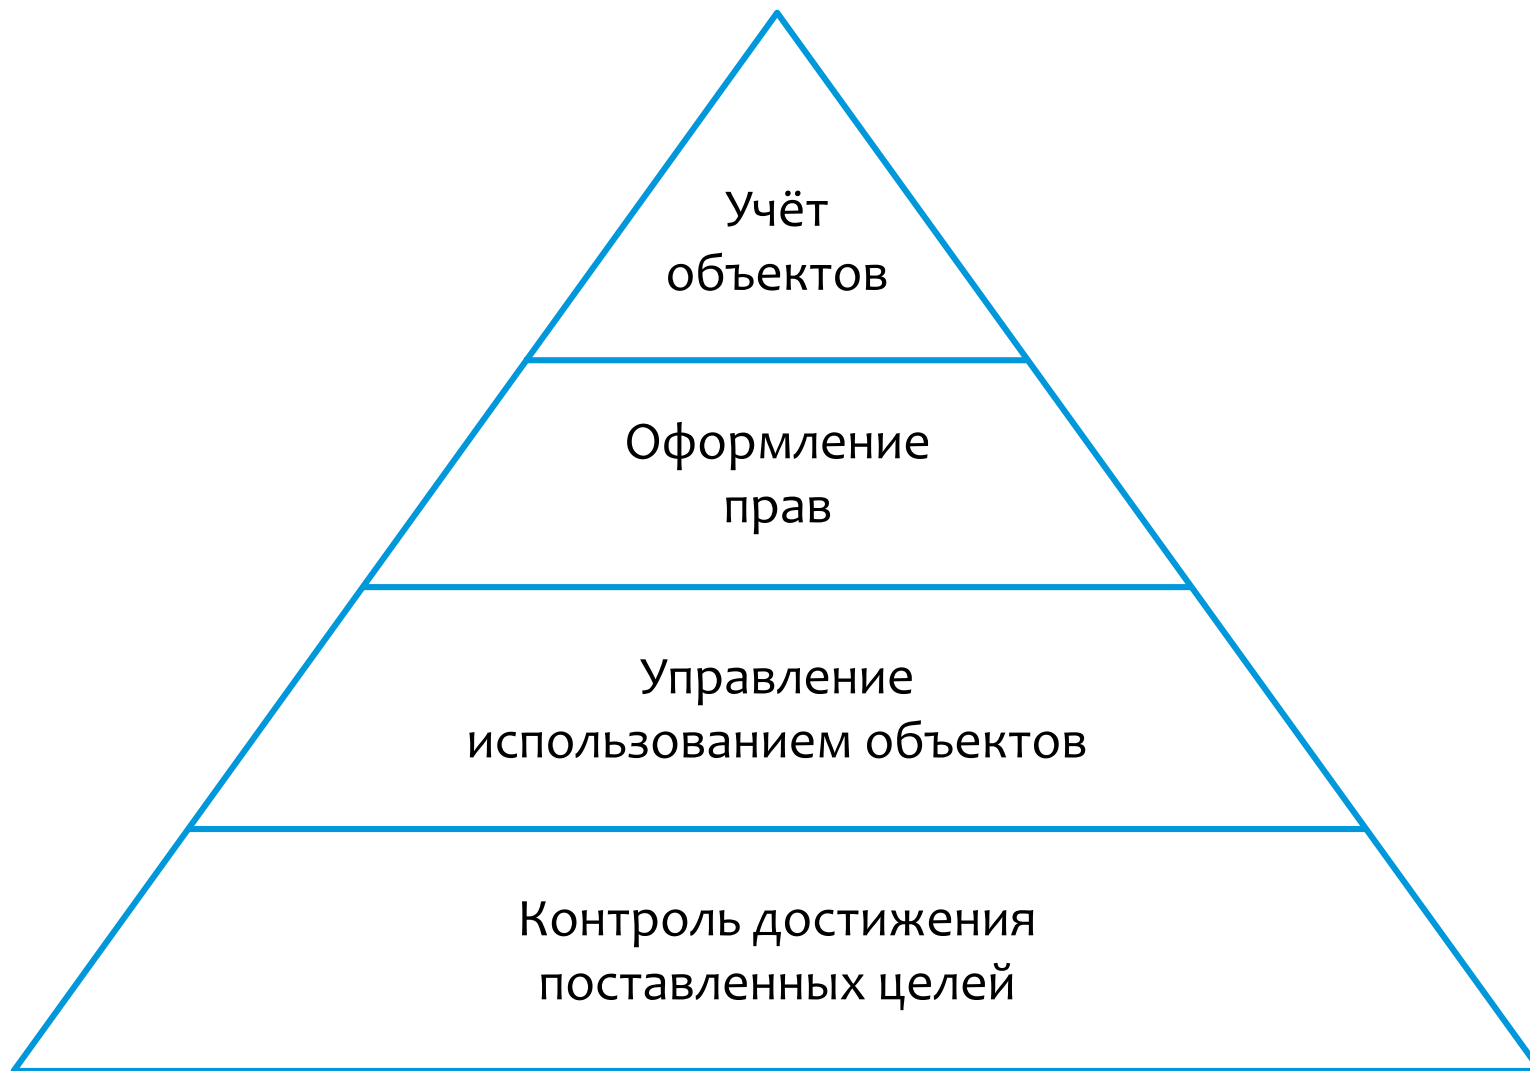 Учёт
объектов
Оформление
прав
Управление
использованием объектов
Контроль достижения
поставленных целей